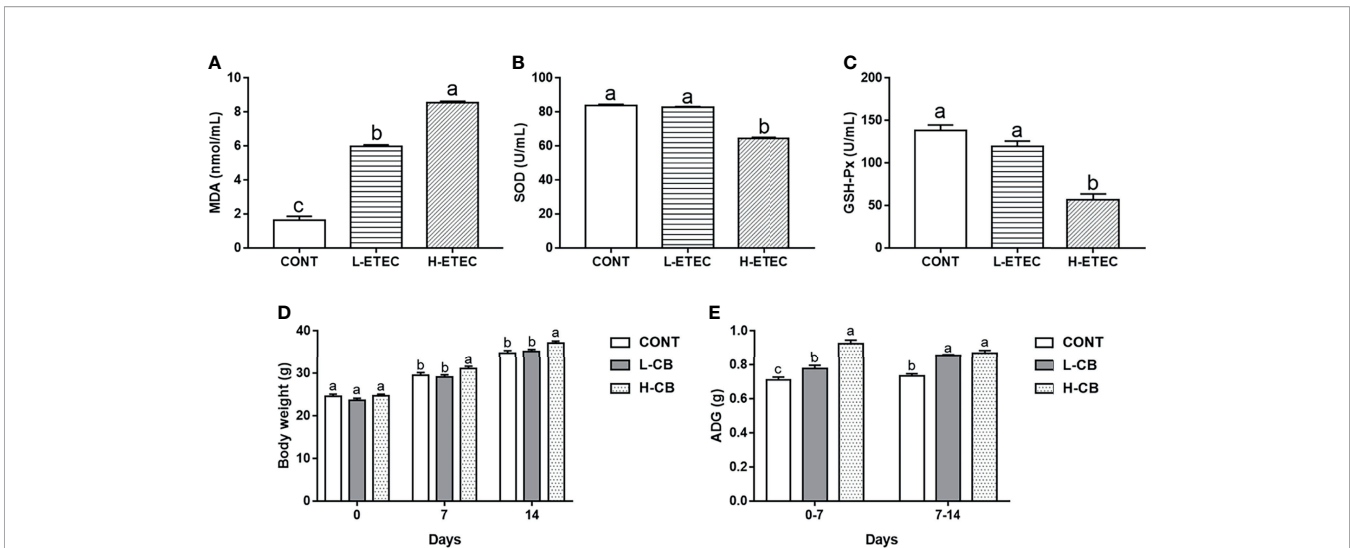 A
MDA (nmol/mL)
10
8
6
4
2
0
c
b
a
CONT L-ETEC H-ETEC
B
SOD (U/mL)
100
80
60
40
20
0
a
a
b
CONT L-ETEC H-ETEC
C
GSH-Px (U/mL)
200
150
100
50
0
a
a
b
CONT L-ETEC H-ETEC
D
Body weight (g)
40
30
20
10
0
a a a
b b a
b b a
0 7 14
Days
CONT
L-CB
H-CB
E
ADG (g)
1.0
0.8
0.6
0.4
0.2
0.0
c b a
b a a
0-7 7-14
Days
CONT
L-CB
H-CB